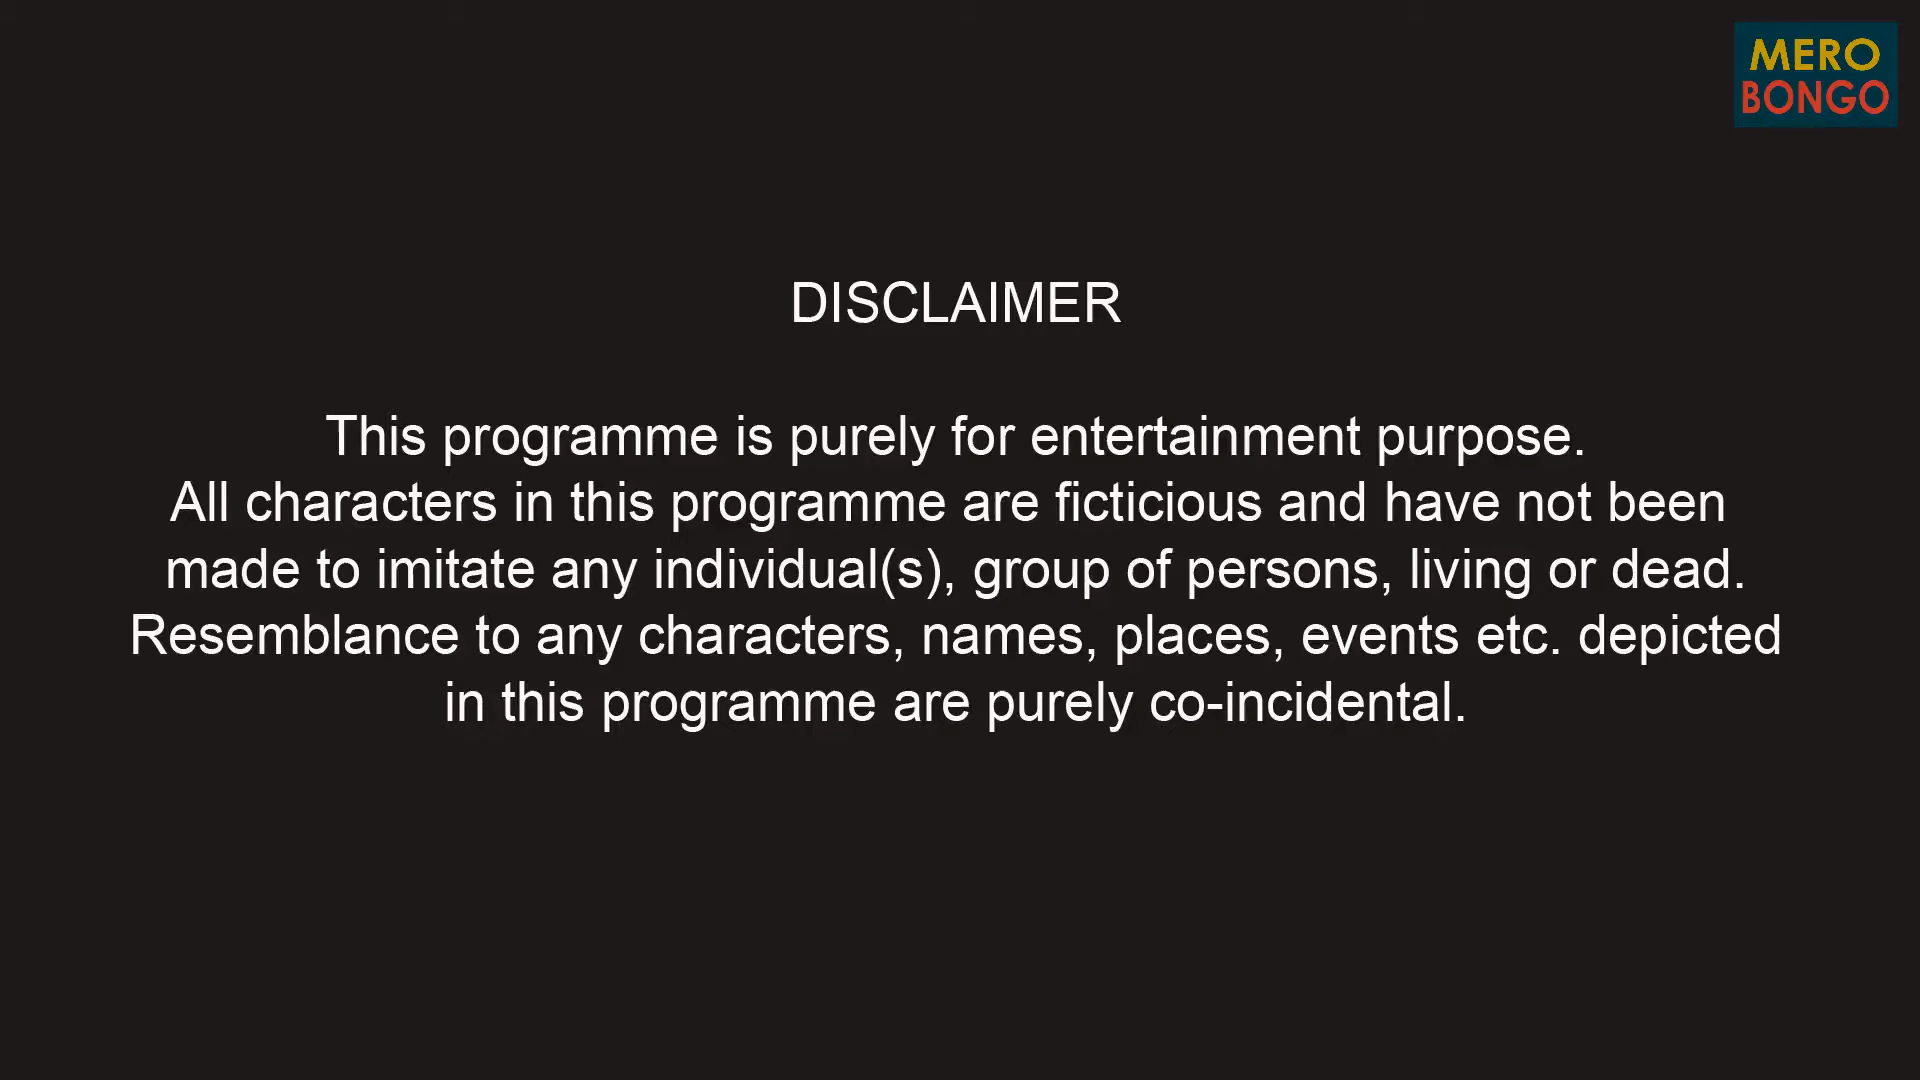 MERO
BONGO
DISCLAIMER
This programme is purely for entertainment purpose.
All characters in this programme are ficticious and have not been
made to imitate any individual(s), group of persons, living or dead.
Resemblance to any characters, names, places, events etc. depicted
in this programme are purely co-incidental.